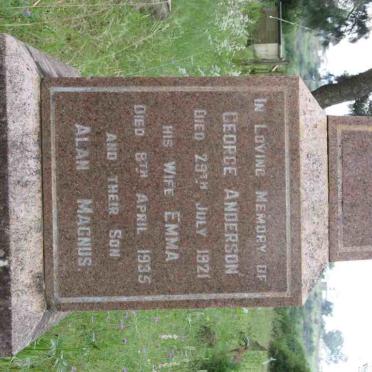 IN LOVING MEMORY OF
GEORGE ANDERSON
DIED 29TH JULY 1921
HIS WIFE EMMA
DIED 8TH APRIL 1935
AND THEIR SON
ALAN MAGNUS.